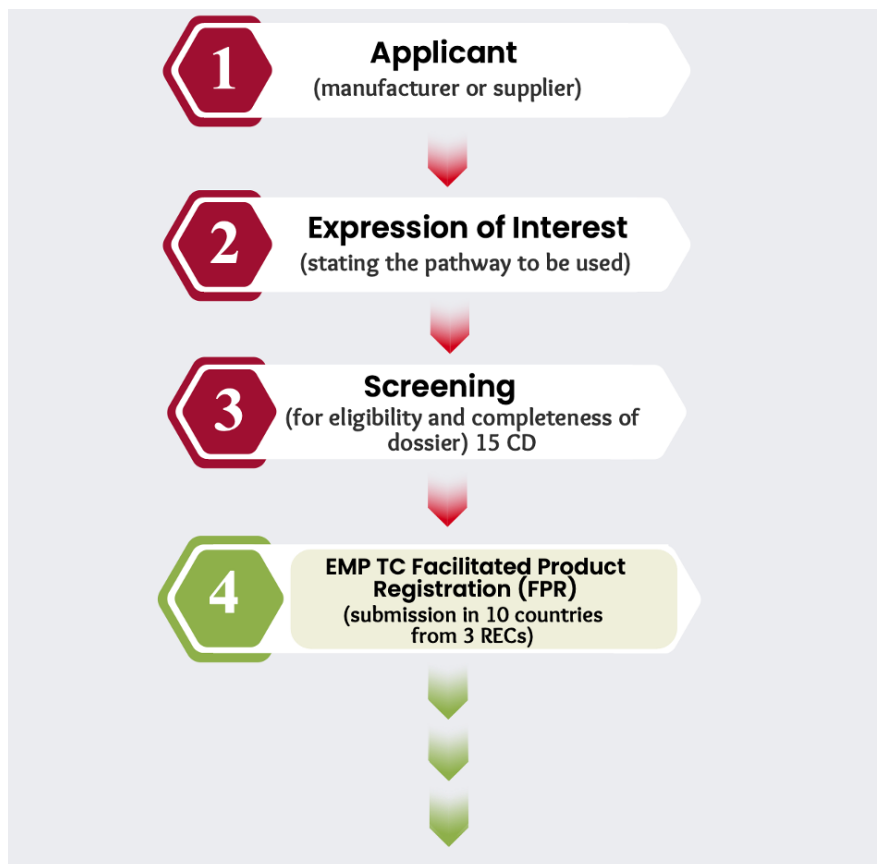 1
Applicant
(manufacturer or supplier)
2
Expression of Interest
(stating the pathway to be used)
3
Screening
(for eligibility and completeness of
dossier) 15 CD
4
EMP TC Facilitated Product
Registration (FPR)
(submission in 10 countries
from 3 RECs)